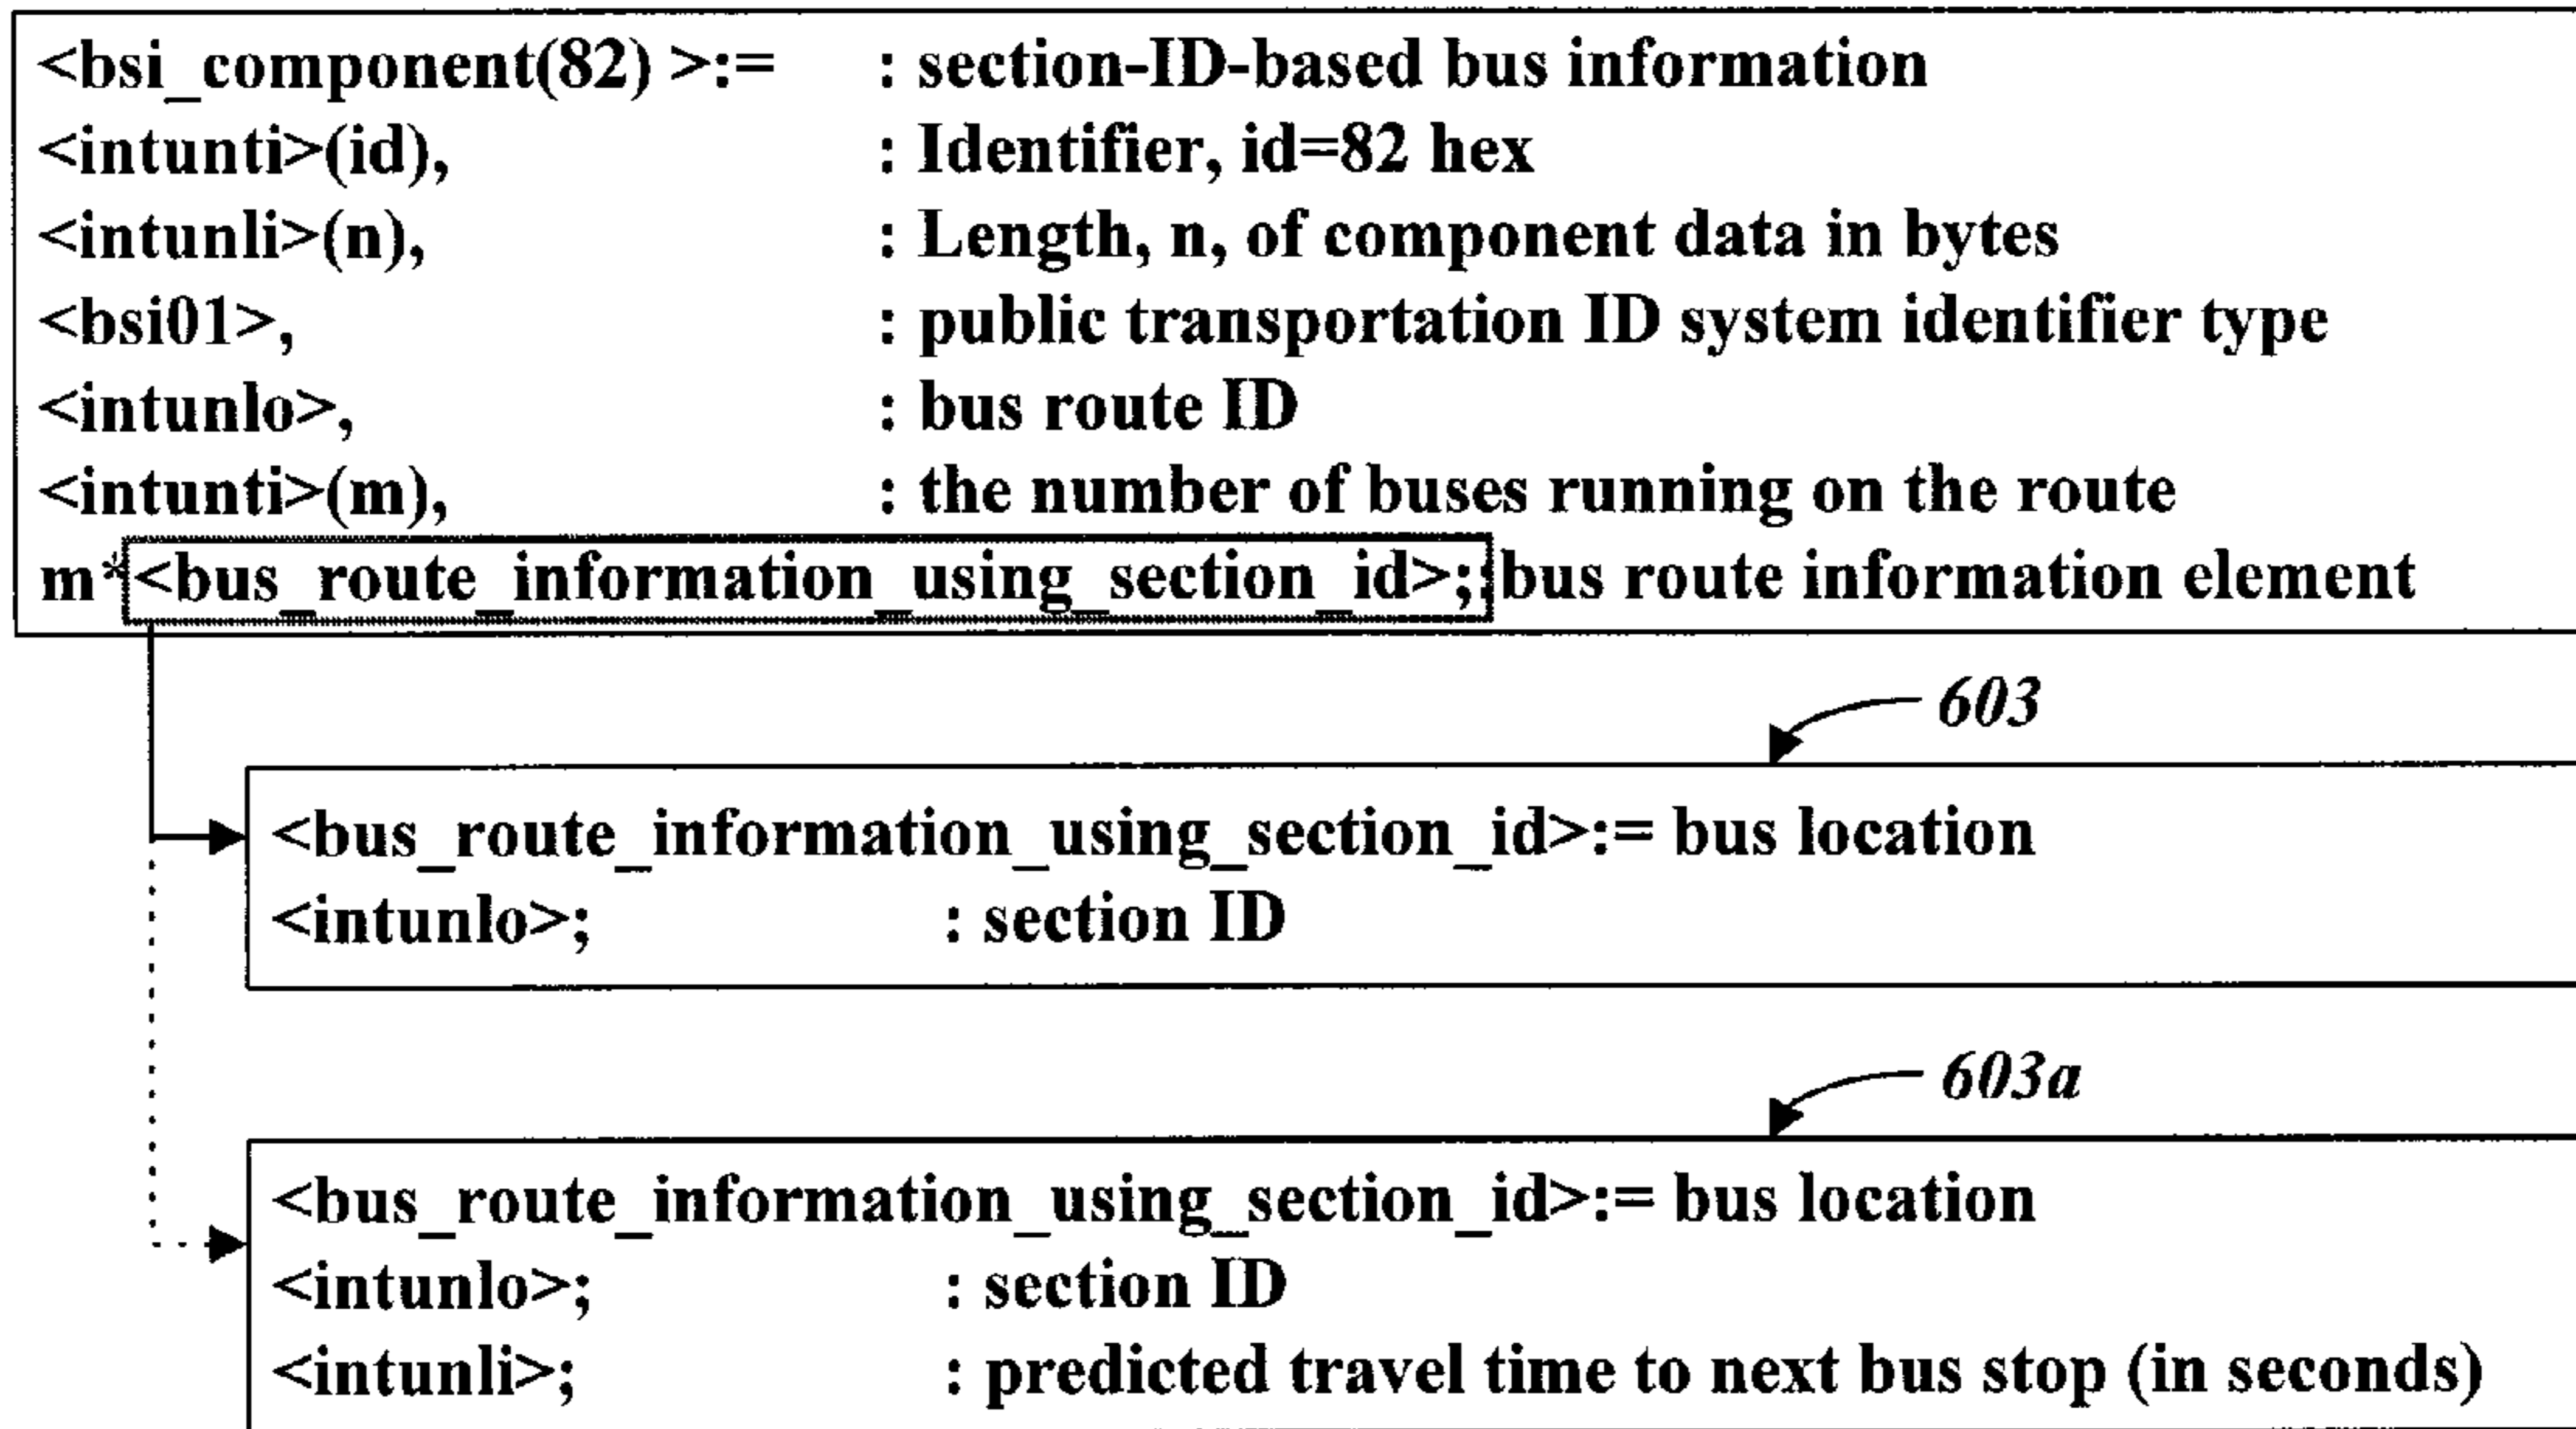 <bsi_component(82) >:= : section-ID-based bus information
<intunti>(id), : Identifier, id=82 hex
<intunli>(n), : Length, n, of component data in bytes
<bsi01>, : public transportation ID system identifier type
<intunlo>, : bus route ID
<intunti>(m), : the number of buses running on the route
m*<bus_route_information_using_section_id>;:bus route information element
603
<bus_route_information_using_section_id>:= bus location
<intunlo>; : section ID
603a
<bus_route_information_using_section_id>:= bus location
<intunlo>; : section ID
<intunli>; : predicted travel time to next bus stop (in seconds)